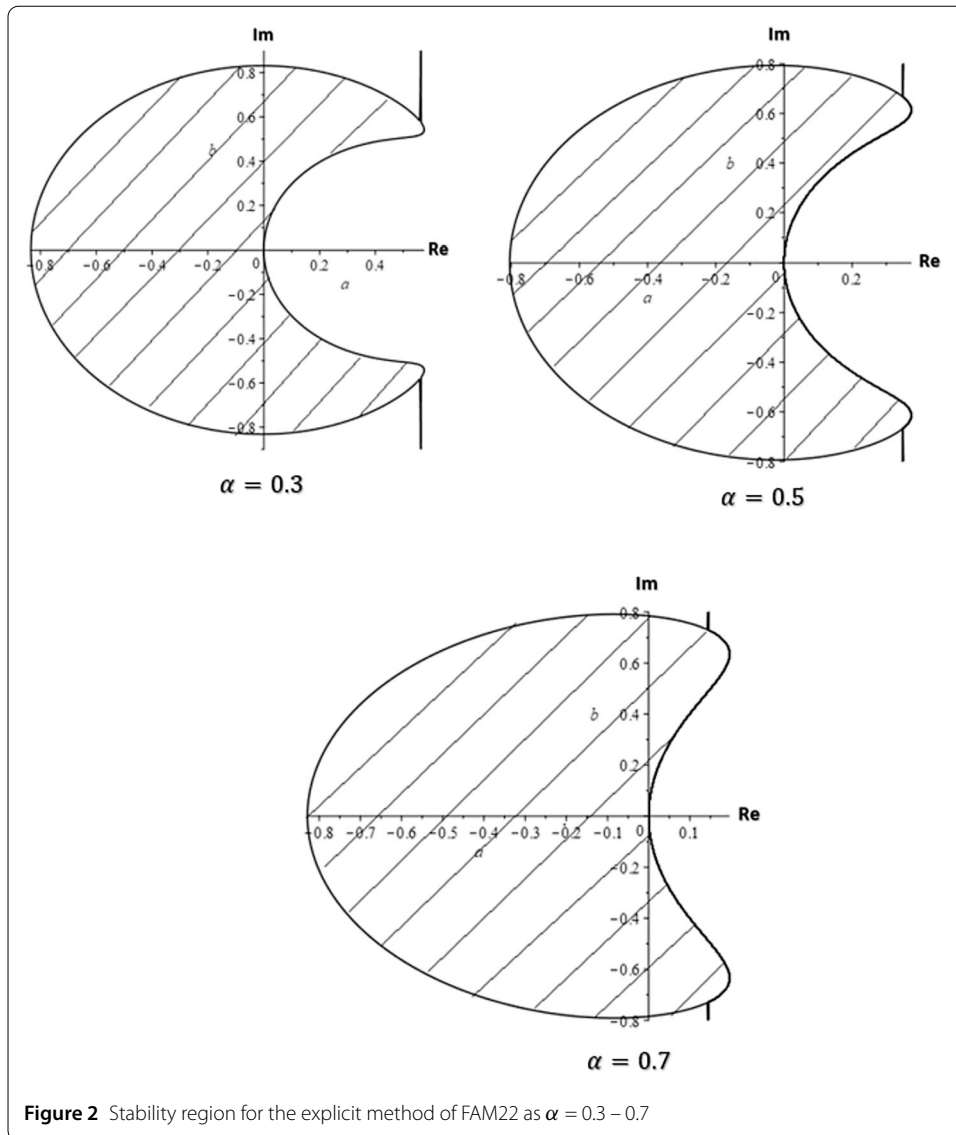 Im
Im
0.8
0.6
b
0.4
0.2
Re
−0.8 −0.6 −0.4 −0.2 0 0.2 0.4
a
−0.2
−0.4
−0.6
−0.8
α = 0.3
0.8
0.6
b
0.4
0.2
Re
−0.8 −0.6 −0.4 −0.2 0 0.2
a
−0.2
−0.4
−0.6
−0.8
α = 0.5
Im
0.8
0.6
b
0.4
0.2
Re
−0.8 −0.7 −0.6 −0.5 −0.4 −0.3 −0.2 −0.1 0 0.1
a
−0.2
−0.4
−0.6
−0.8
α = 0.7
Figure 2 Stability region for the explicit method of FAM22 as α = 0.3 – 0.7